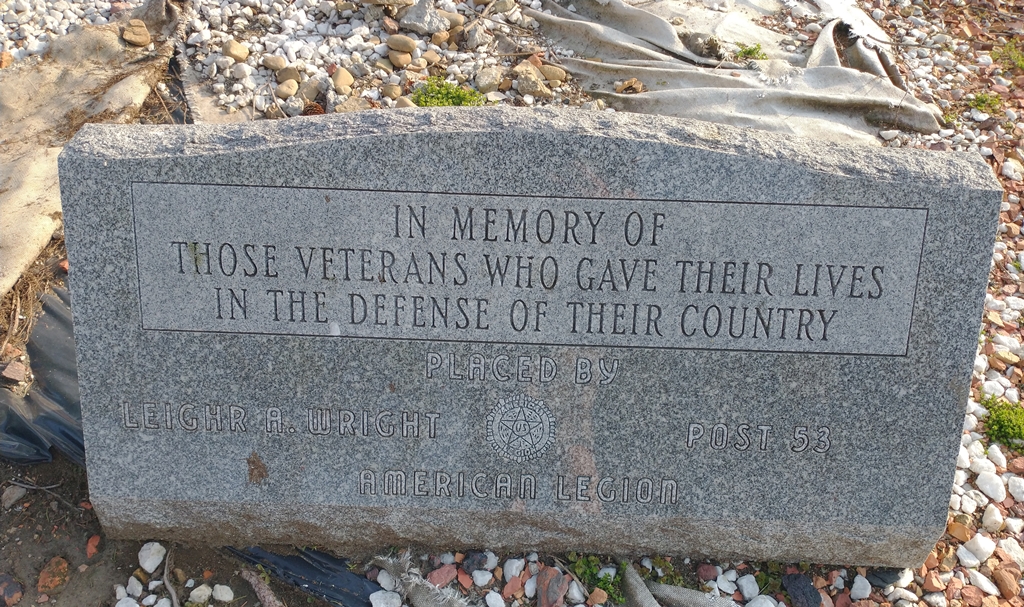 IN MEMORY OF
THOSE VETERANS WHO GAVE THEIR LIVES
IN THE DEFENSE OF THEIR COUNTRY
PLACED BY
LEIGHR A. WRIGHT POST 53
AMERICAN LEGION